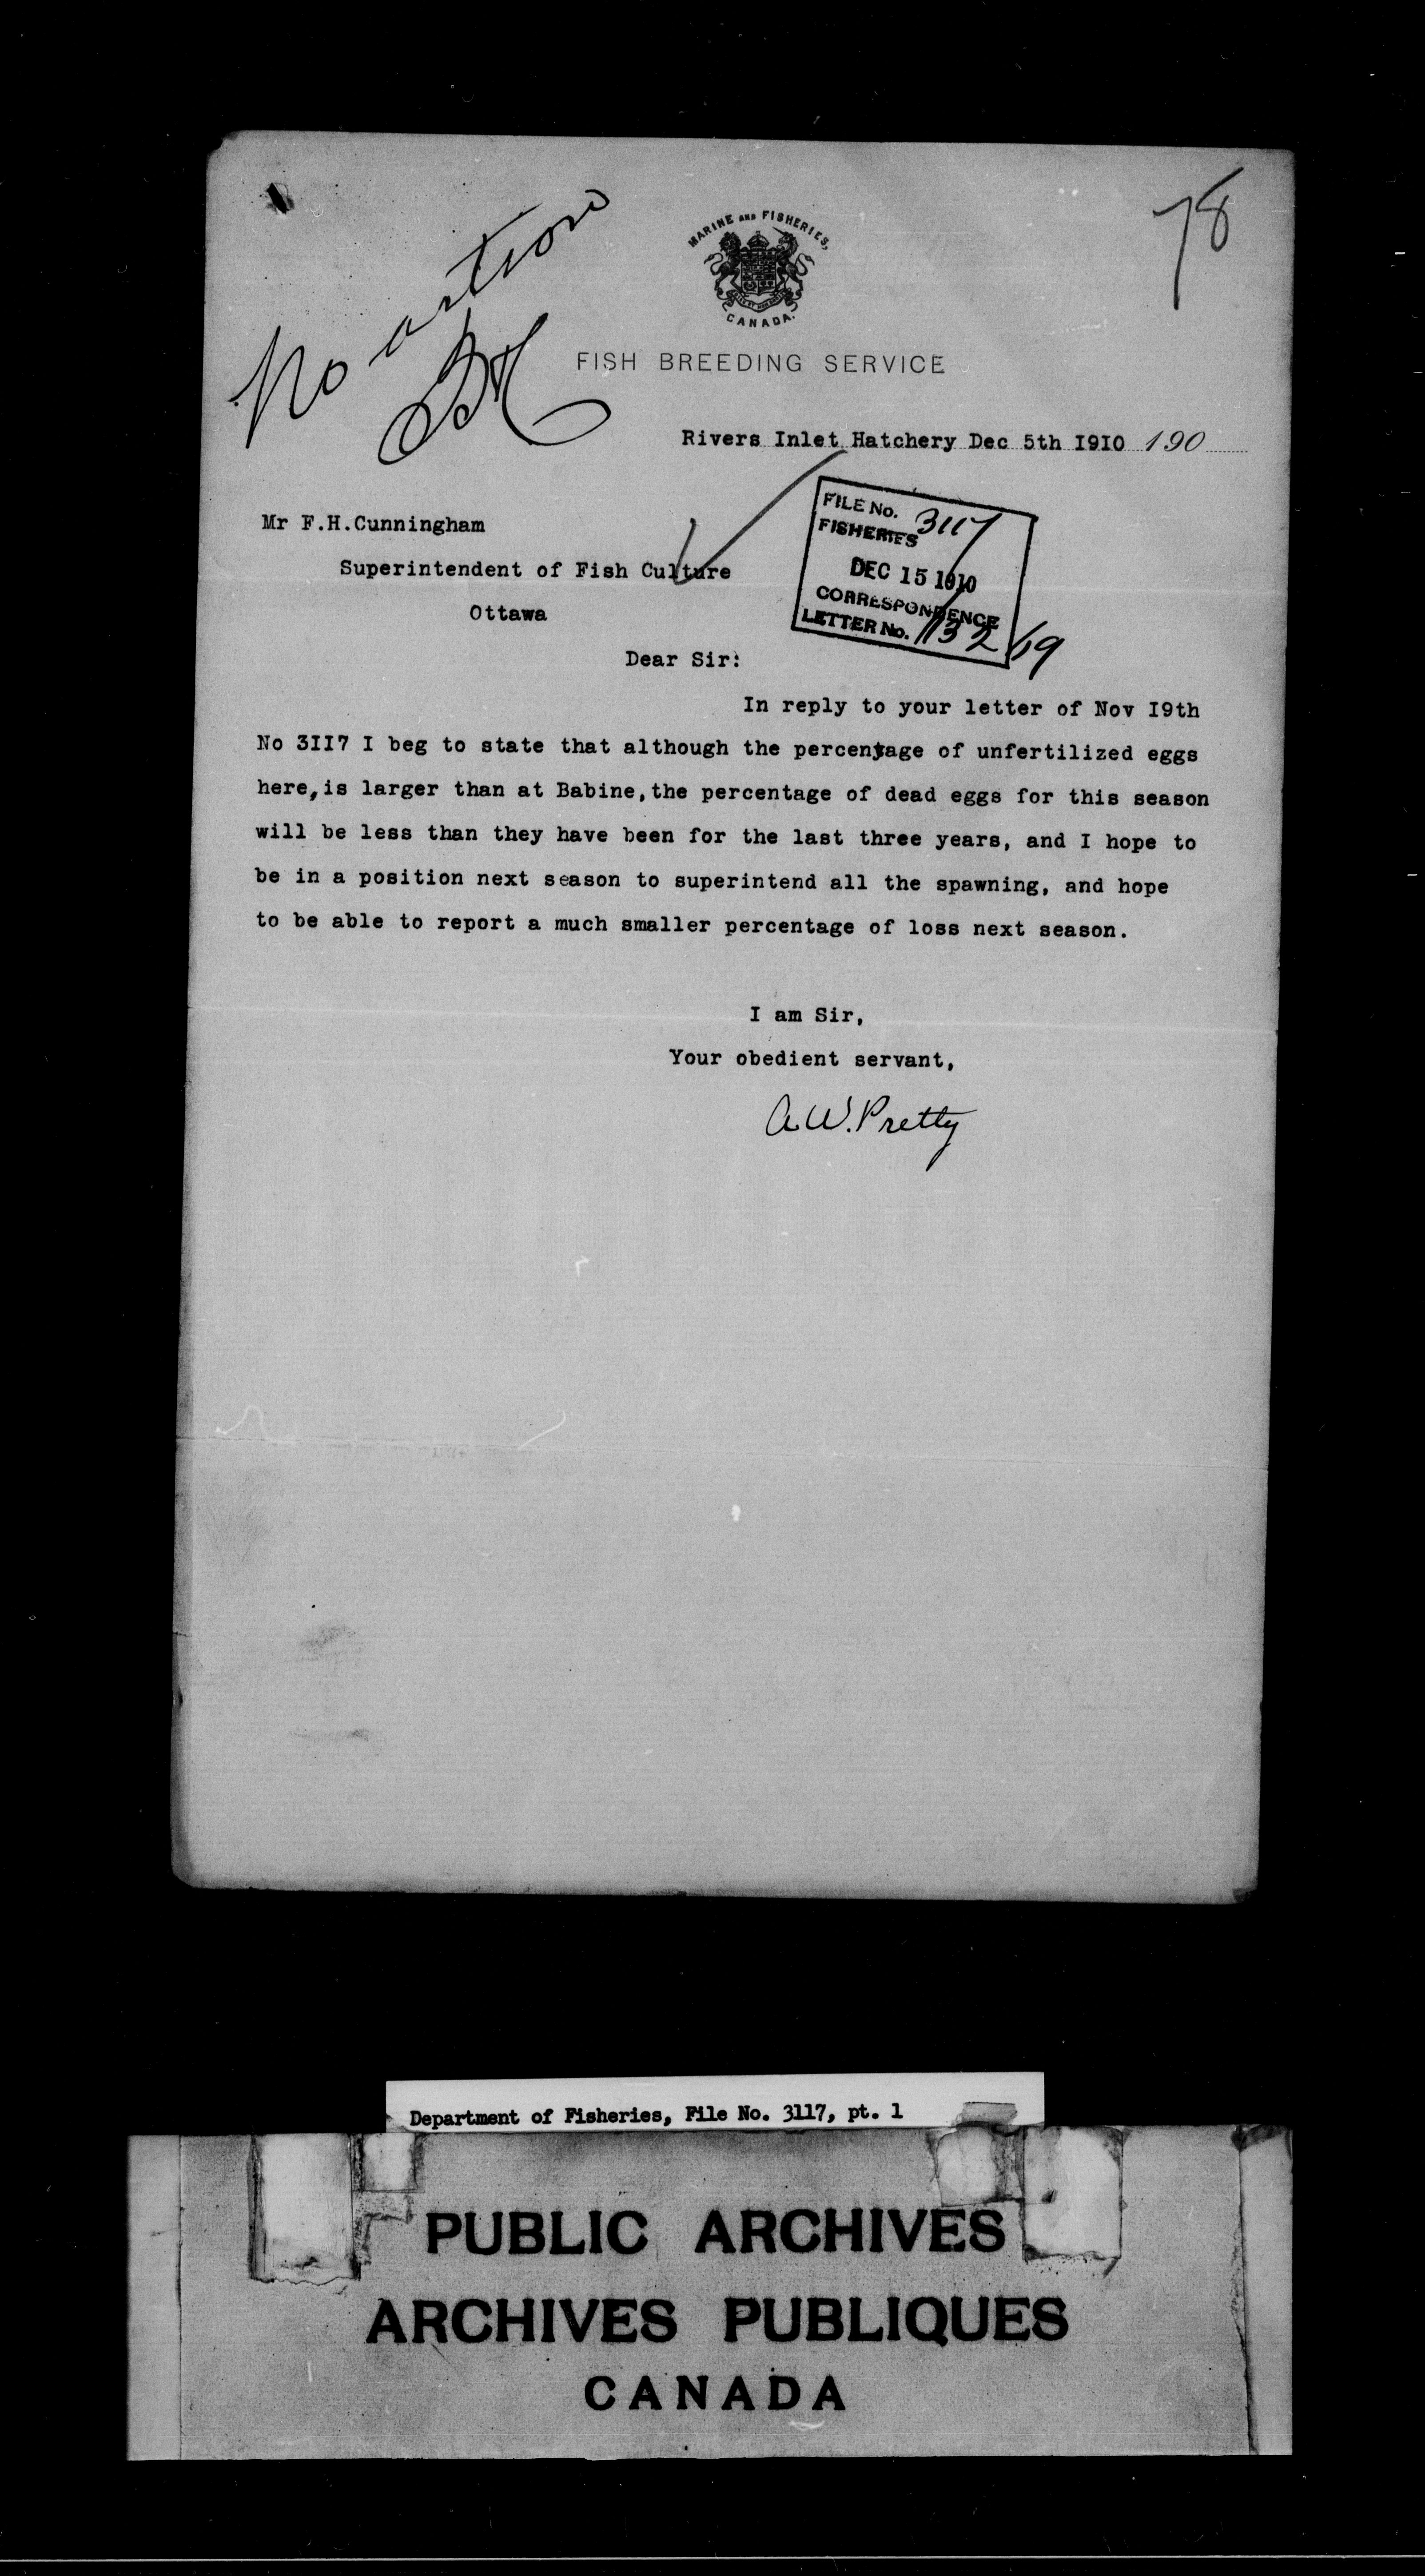 78
No action
MARINE AND FISHERIES,
CANADA.
FISH BREEDING SERVICE
Rivers Inlet Hatchery Dec 5th I9I0 190
FILE No. 3117
FISHERIES
DEC 15 1910
CORRESPONDENCE
LETTER No. 113269
Mr F.H.Cunningham
Superintendent of Fish Culture
Ottawa
Dear Sir:
In reply to your letter of Nov I9th
No 3II7 I beg to state that although the percentage of unfertilized eggs
here,is larger than at Babine,the percentage of dead eggs for this season
will be less than they have been for the last three years, and I hope to
be in a position next season to superintend all the spawning, and hope
to be able to report a much smaller percentage of loss next season.
I am Sir,
Your obedient servant,
A.W.Pretty
Department of Fisheries, File No. 3117, pt. 1
PUBLIC ARCHIVES
ARCHIVES PUBLIQUES
CANADA